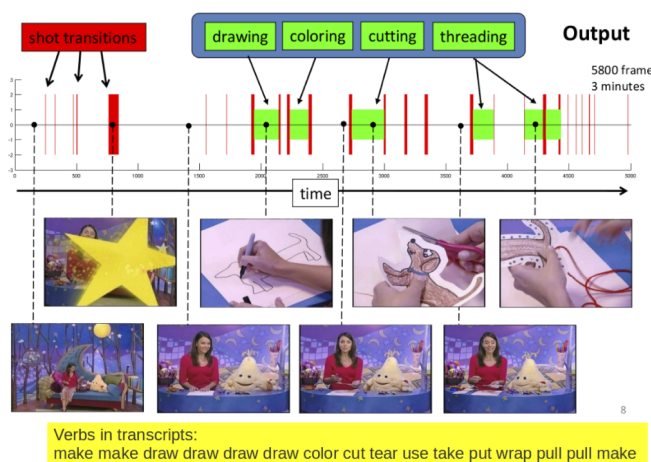 shot transitions
drawing coloring cutting threading
Output
5800 frame
3 minutes
3
2
1
0
-1
-2
-3
0 500 1000 1500 2000 2500 3000 3500 4000 4500 5000
time
8
Verbs in transcripts:
make make draw draw draw draw color cut tear use take put wrap pull pull make